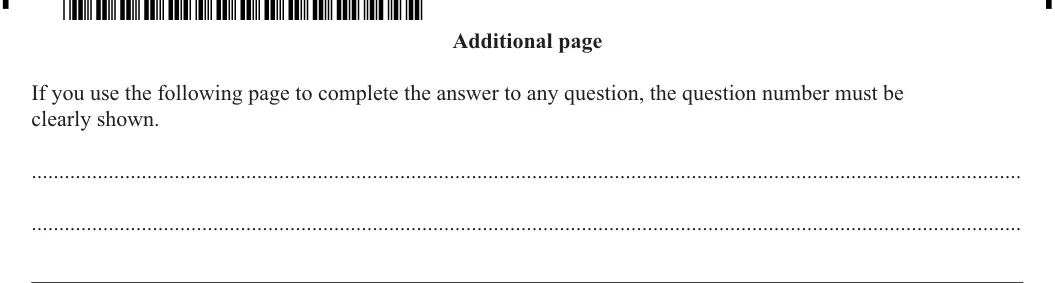 Additional page
If you use the following page to complete the answer to any question, the question number must be
clearly shown.